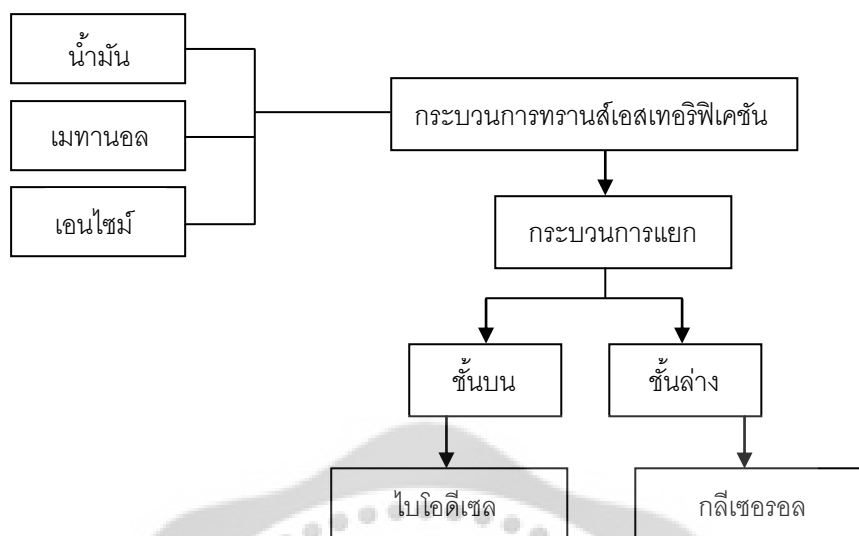 น้ำมัน
เมทานอล
เอนไซม์
กระบวนการทรานส์เอสเทอริฟิเคชัน
กระบวนการแยก
ชั้นบน
ชั้นล่าง
ไบโอดีเซล
กลีเซอรอล